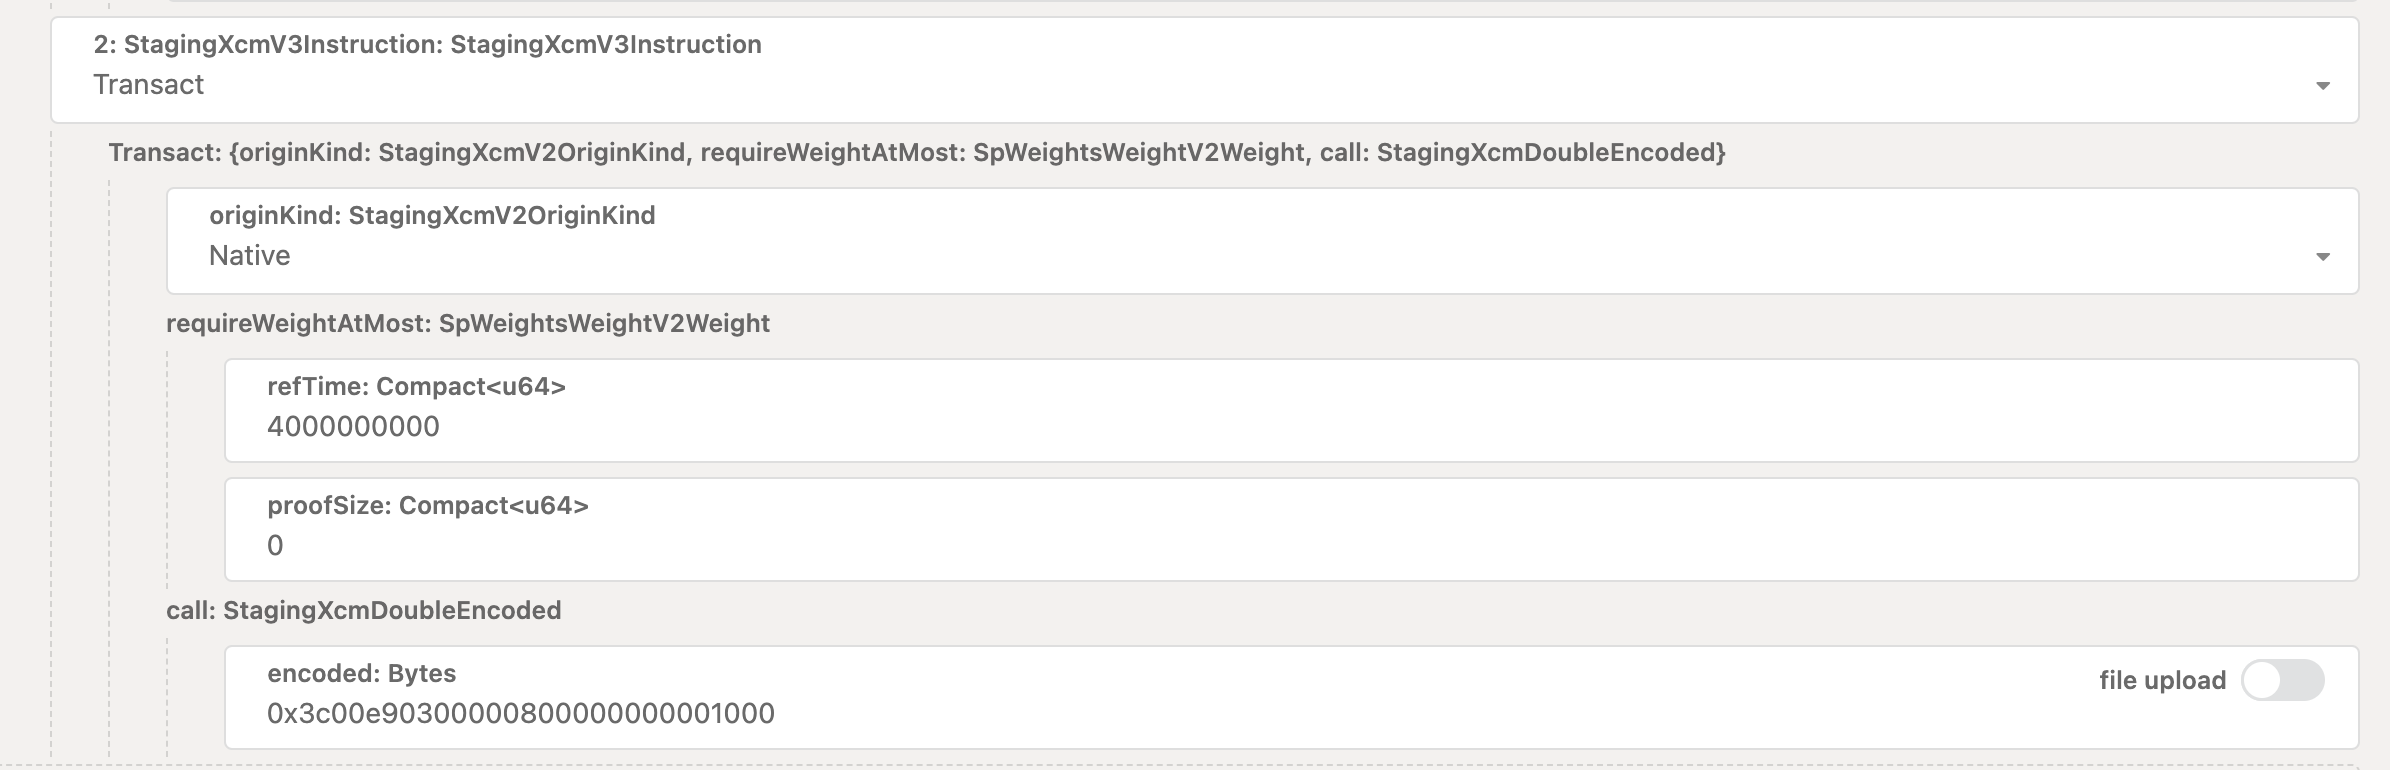 2: StagingXcmV3Instruction: StagingXcmV3Instruction
Transact
Transact: {originKind: StagingXcmV2OriginKind, requireWeightAtMost: SpWeightsWeightV2Weight, call: StagingXcmDoubleEncoded}
originKind: StagingXcmV2OriginKind
Native
requireWeightAtMost: SpWeightsWeightV2Weight
refTime: Compact<u64>
4000000000
proofSize: Compact<u64>
0
call: StagingXcmDoubleEncoded
encoded: Bytes
file upload
0x3c00e90300000800000000001000